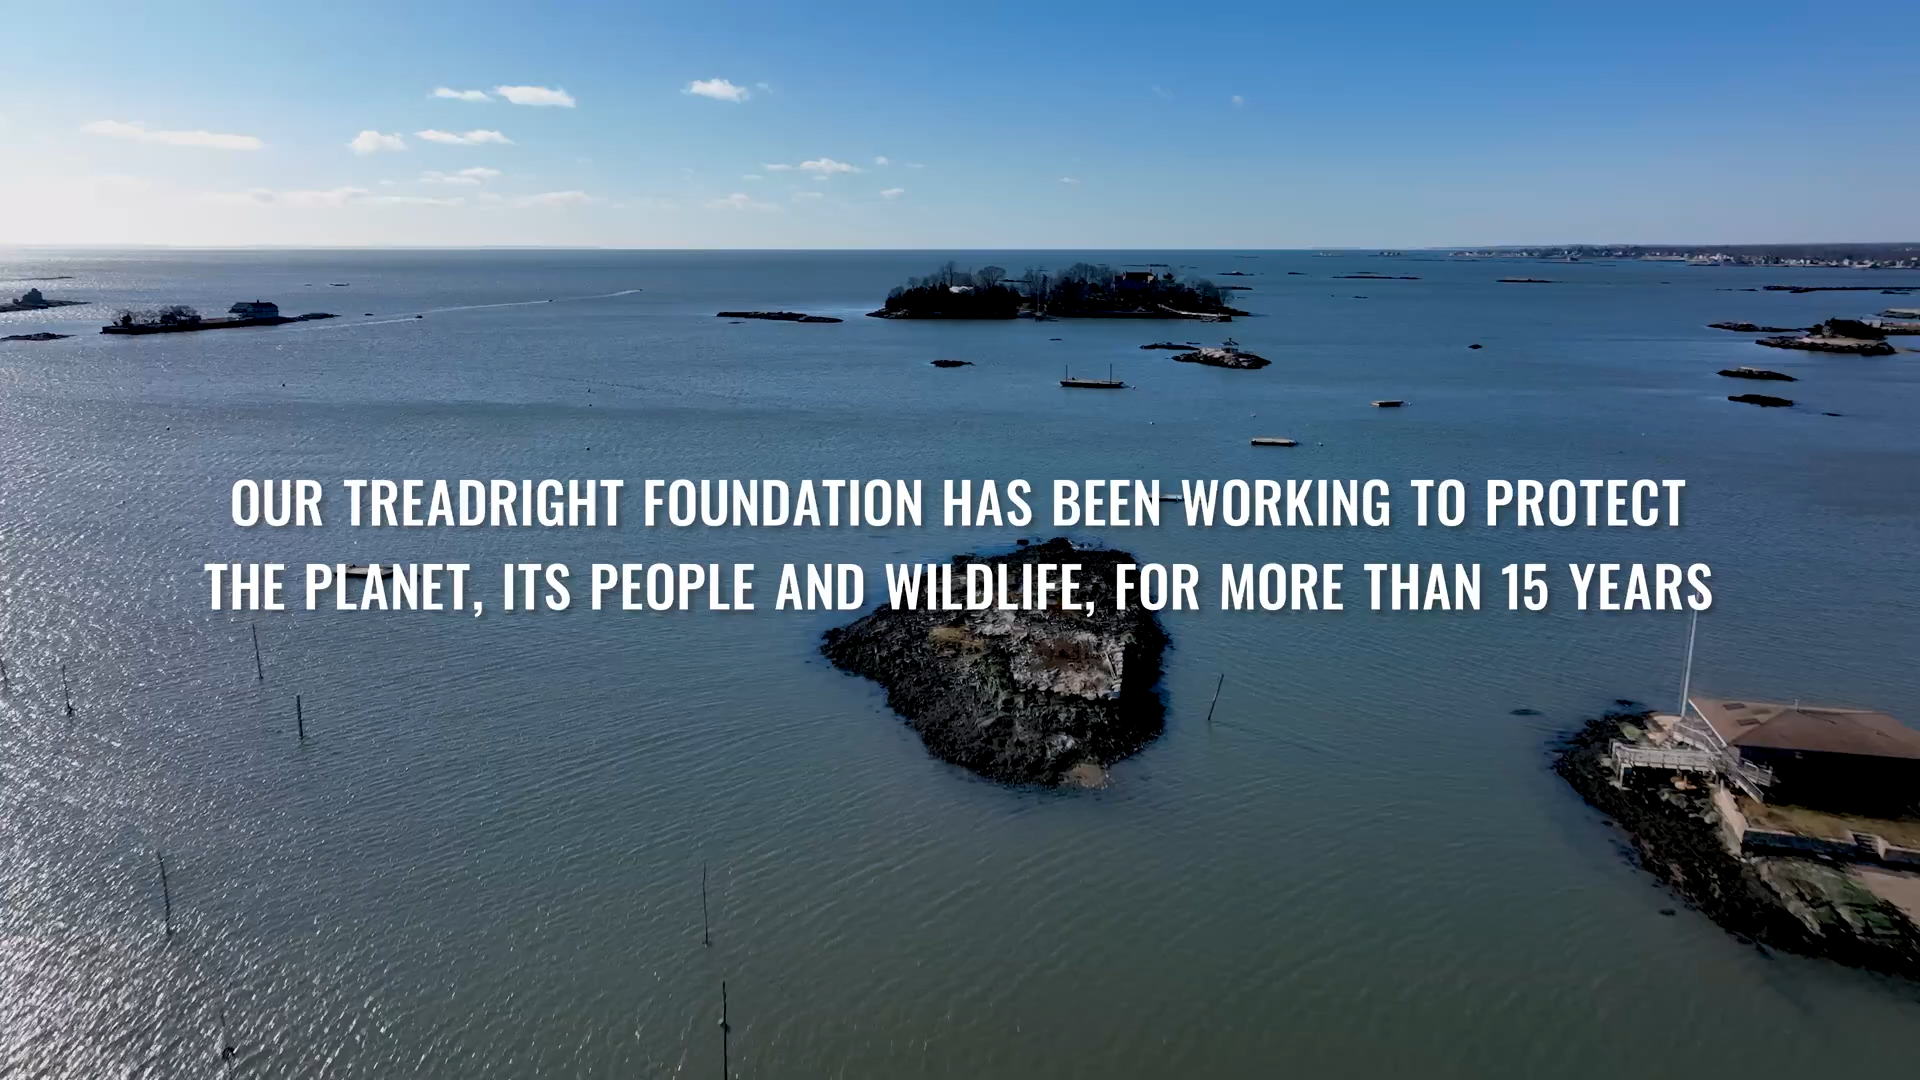 OUR TREADRIGHT FOUNDATION HAS BEEN WORKING TO PROTECT
THE PLANET, ITS PEOPLE AND WILDLIFE, FOR MORE THAN 15 YEARS